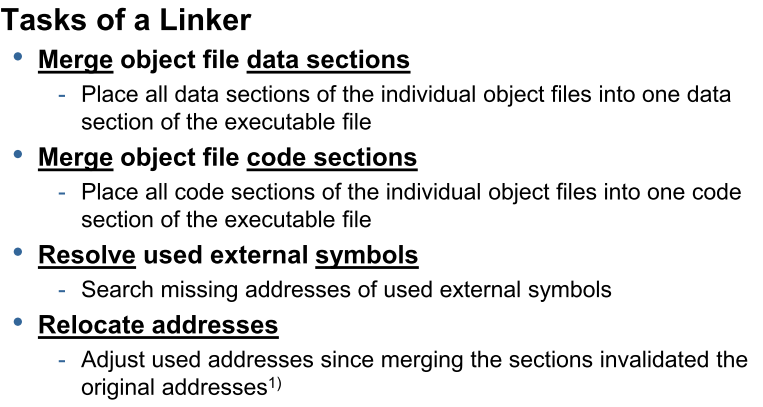 Tasks of a Linker
• Merge object file data sections
- Place all data sections of the individual object files into one data
section of the executable file
• Merge object file code sections
- Place all code sections of the individual object files into one code
section of the executable file
• Resolve used external symbols
- Search missing addresses of used external symbols
• Relocate addresses
- Adjust used addresses since merging the sections invalidated the
original addresses1)